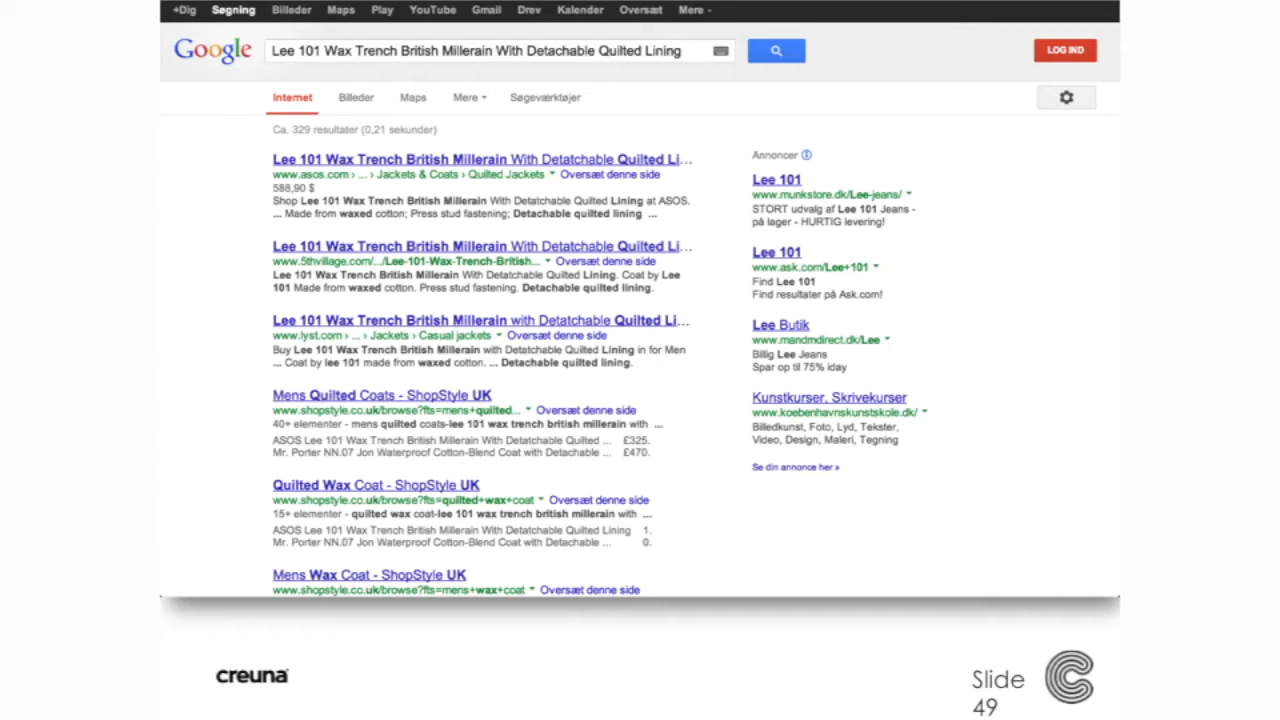 +Dig Søgning Billeder Maps Play YouTube Gmail Drev Kalender Oversæt Mere
Google Lee 101 Wax Trench British Millerain With Detachable Quilted Lining LOG IND
Internet Billeder Maps Mere Søgeværktøjer
Ca. 329 resultater (0,21 sekunder)
Lee 101 Wax Trench British Millerain With Detatchable Quilted Li...
www.asos.com › ... › Jackets & Coats › Quilted Jackets Oversæt denne side
588,90 $
Shop Lee 101 Wax Trench British Millerain With Detatchable Quilted Lining at ASOS.
... Made from waxed cotton; Press stud fastening; Detachable quilted lining ...
Lee 101 Wax Trench British Millerain With Detatchable Quilted Li...
www.5thvillage.com/.../Lee-101-Wax-Trench-British... Oversæt denne side
Lee 101 Wax Trench British Millerain With Detatchable Quilted Lining. Coat by Lee
101 Made from waxed cotton. Press stud fastening. Detachable quilted lining.
Lee 101 Wax Trench British Millerain with Detatchable Quilted Li...
www.lyst.com › ... › Jackets › Casual jackets Oversæt denne side
Buy Lee 101 Wax Trench British Millerain with Detatchable Quilted Lining in for Men
... Coat by lee 101 made from waxed cotton. ... Detachable quilted lining.
Mens Quilted Coats - ShopStyle UK
www.shopstyle.co.uk/browse?fts=mens+quilted... Oversæt denne side
40+ elementer - mens quilted coats-lee 101 wax trench british millerain with ...
ASOS Lee 101 Wax Trench British Millerain With Detatchable Quilted ... £325.
Mr. Porter NN.07 Jon Waterproof Cotton-Blend Coat with Detachable ... £470.
Quilted Wax Coat - ShopStyle UK
www.shopstyle.co.uk/browse?fts=quilted+wax+coat Oversæt denne side
15+ elementer - quilted wax coat-lee 101 wax trench british millerain with ...
ASOS Lee 101 Wax Trench British Millerain With Detatchable Quilted Lining 1.
Mr. Porter NN.07 Jon Waterproof Cotton-Blend Coat with Detachable ... 0.
Mens Wax Coat - ShopStyle UK
www.shopstyle.co.uk/browse?fts=mens+wax+coat Oversæt denne side
Annoncer
Lee 101
www.munkstore.dk/Lee-jeans/
STORT udvalg af Lee 101 Jeans -
på lager - HURTIG levering!
Lee 101
www.ask.com/Lee+101
Find Lee 101
Find resultater på Ask.com!
Lee Butik
www.mandmdirect.dk/Lee
Billig Lee Jeans
Spar op til 75% iday
Kunstkurser, Skrivekurser
www.koebenhavnskunstskole.dk/
Billedkunst, Foto, Lyd, Tekster,
Video, Design, Maleri, Tegning
Se din annonce her »
creuna
Slide
49